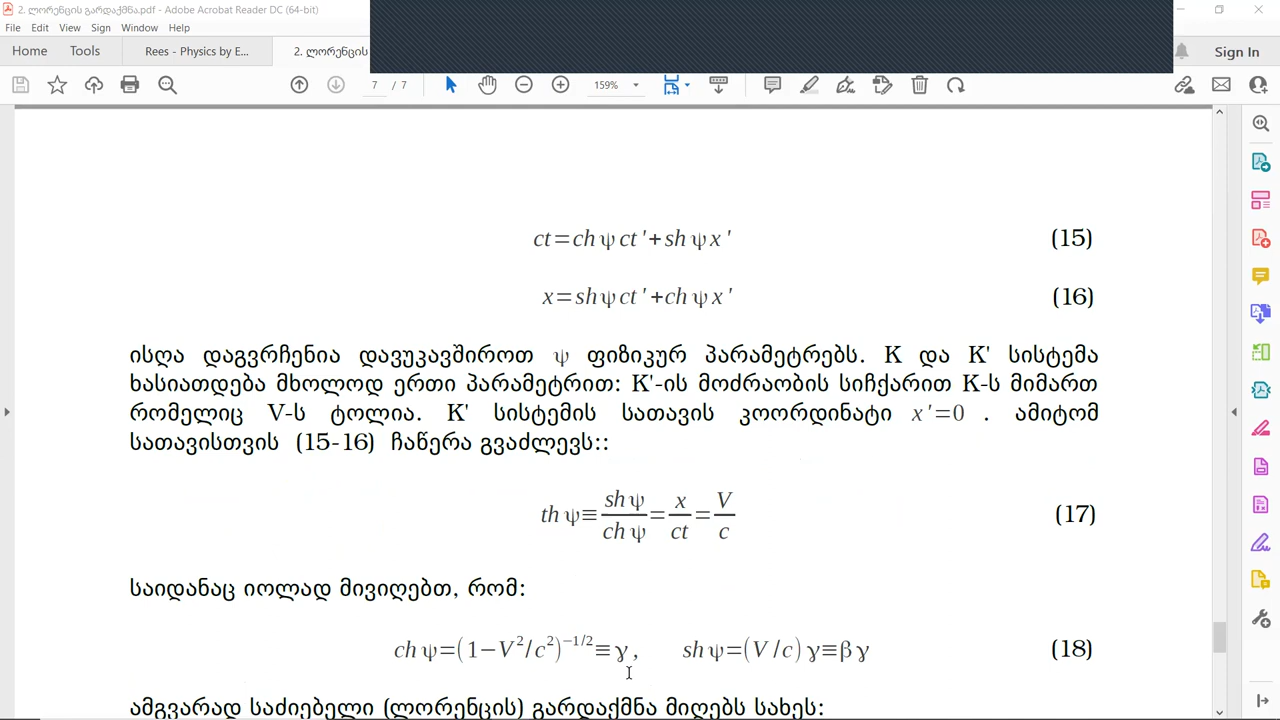 2. ლორენცის გარდაქმნა.pdf - Adobe Acrobat Reader DC (64-bit)
File Edit View Sign Window Help
Home Tools Rees - Physics by E... 2. ლორენცის Sign In
7 / 7 159%
ct=ch ψ ct '+sh ψ x ' (15)
x=sh ψ ct '+ch ψ x ' (16)
ისღა დაგვრჩენია დავუკავშიროთ ψ ფიზიკურ პარამეტრებს. K და K' სისტემა
ხასიათდება მხოლოდ ერთი პარამეტრით: K'-ის მოძრაობის სიჩქარით K-ს მიმართ
რომელიც V-ს ტოლია. K' სისტემის სათავის კოორდინატი x '=0 . ამიტომ
სათავისთვის (15-16) ჩაწერა გვაძლევს::
th ψ≡ sh ψ/ch ψ = x/ct = V/c (17)
საიდანაც იოლად მივიღებთ, რომ:
ch ψ=(1−V²/c²)^−1/2≡γ, sh ψ=(V /c) γ≡β γ (18)
ამგვარად საძიებელი (ლორენცის) გარდაქმნა მიღებს სახეს: